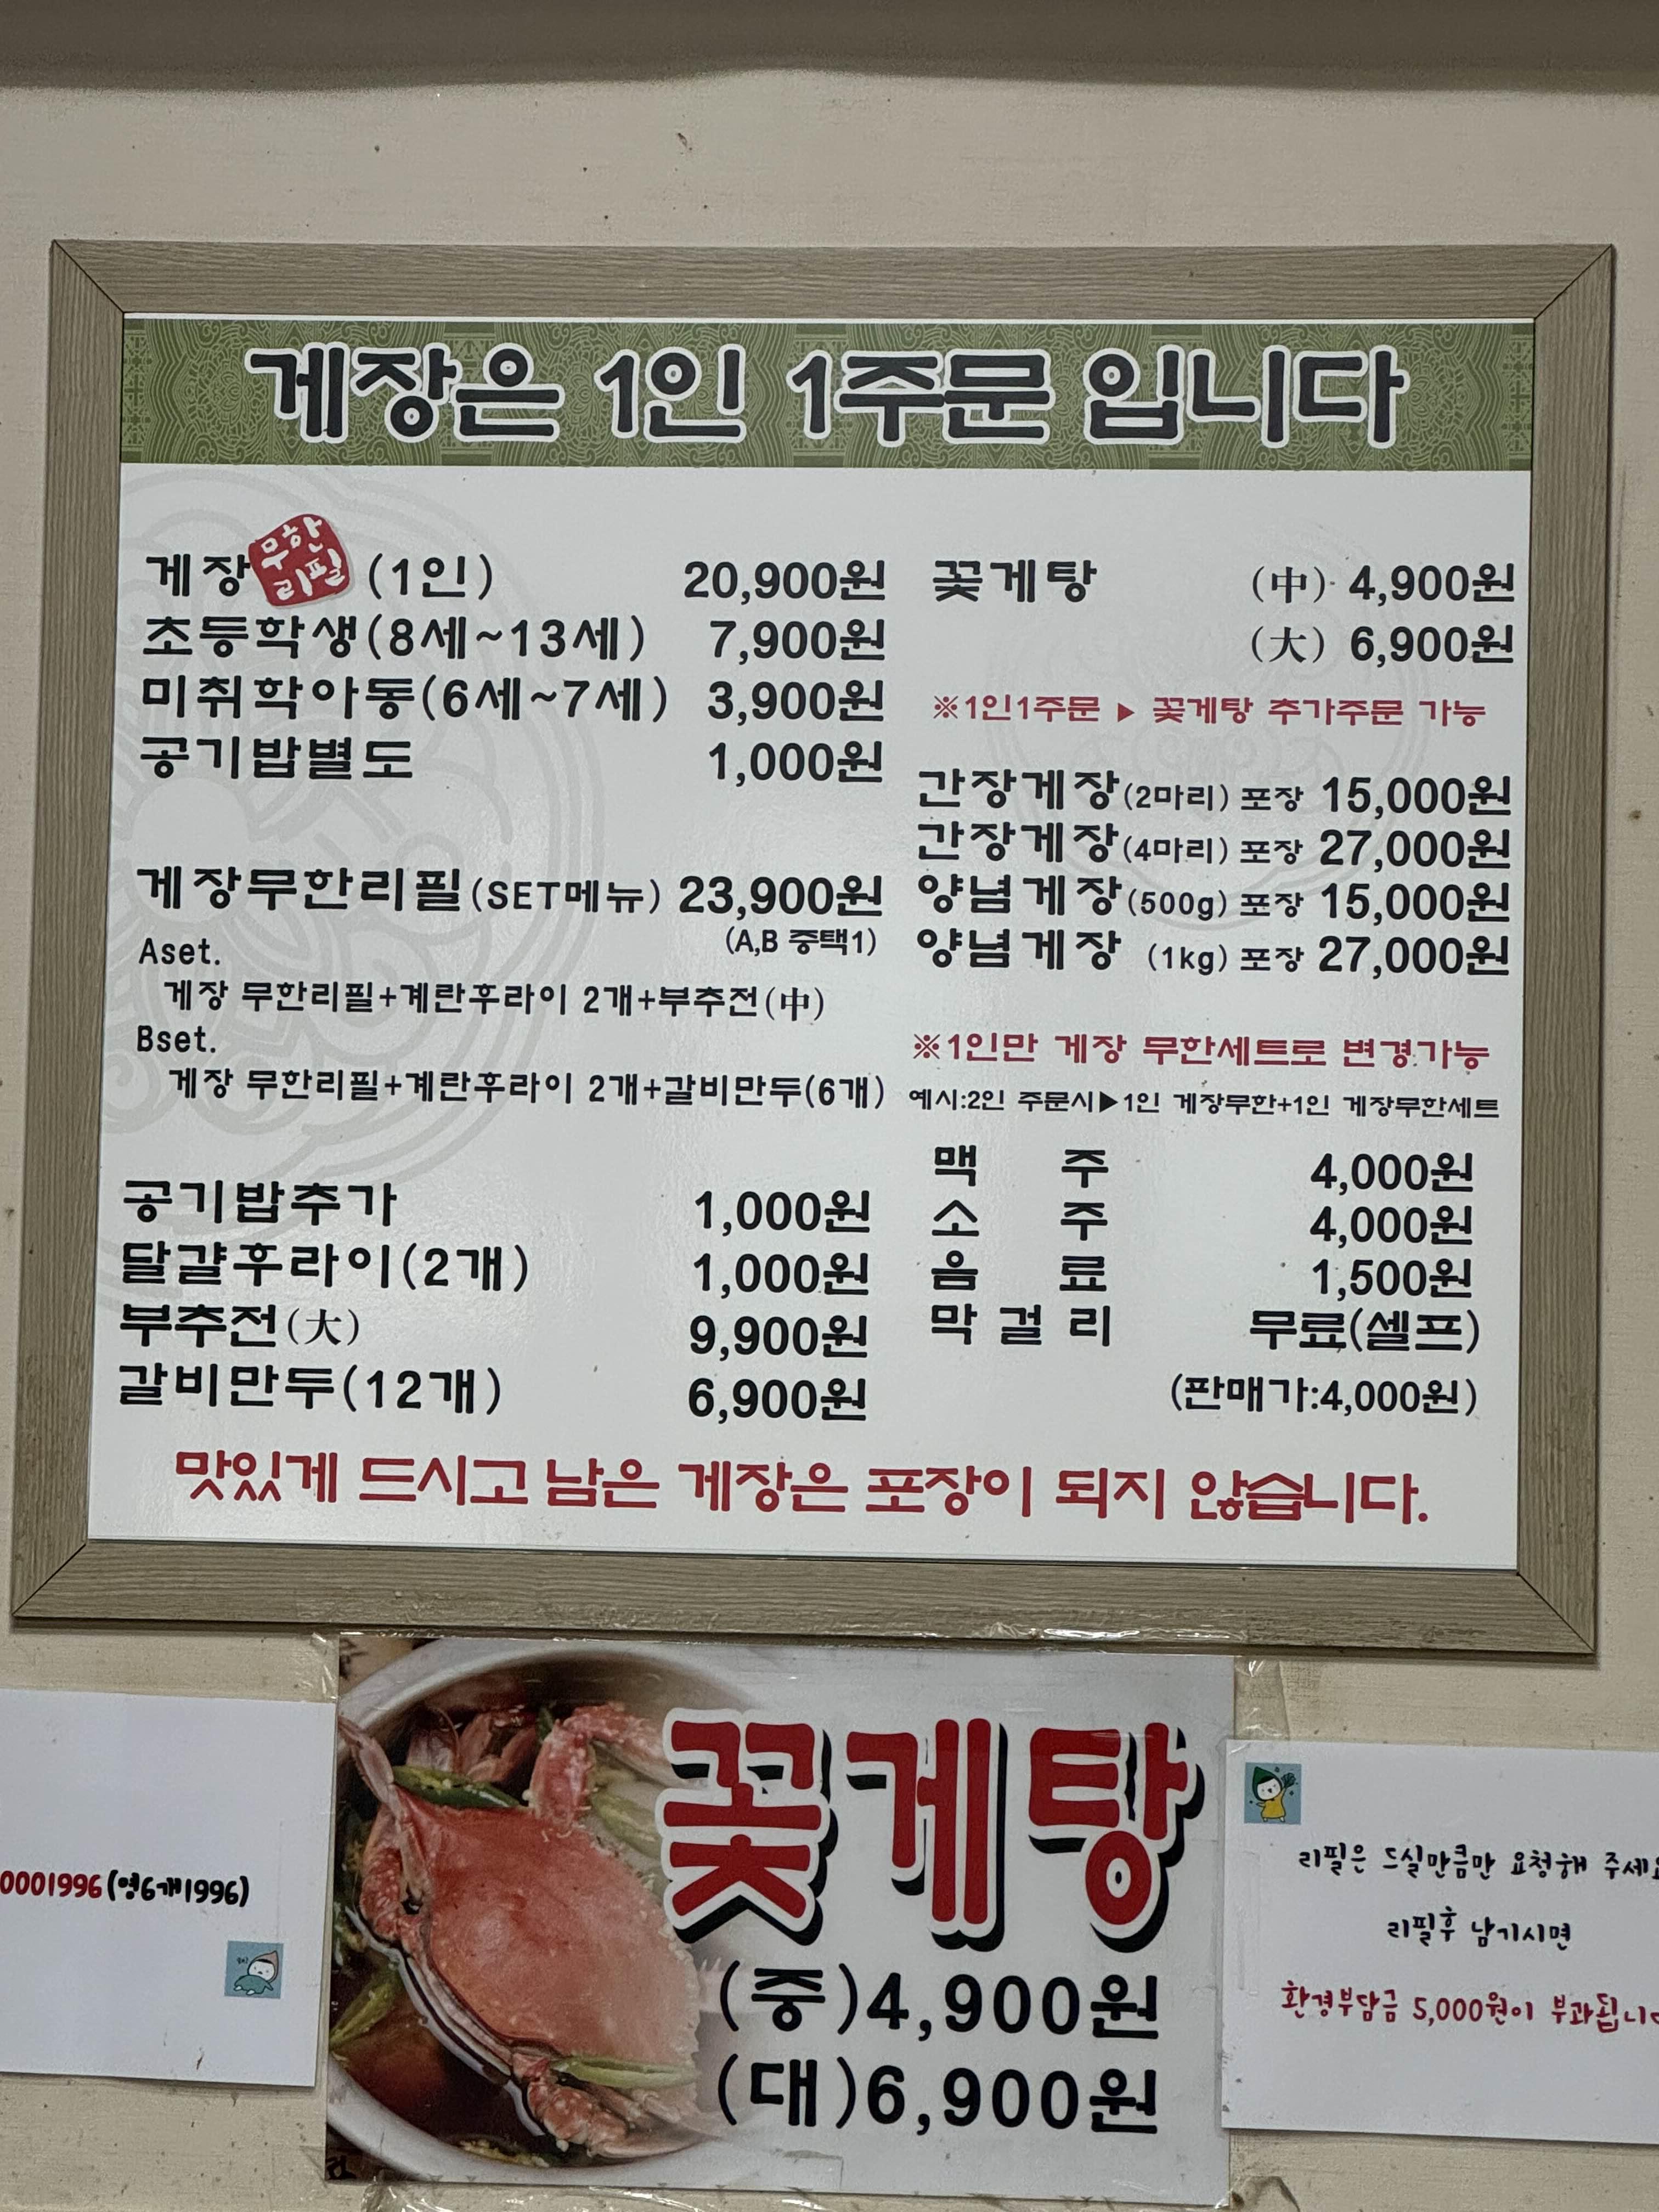 게장은 1인 1주문 입니다
게장 무한리필 (1인) 20,900원
초등학생(8세~13세) 7,900원
미취학아동(6세~7세) 3,900원
공기밥별도 1,000원
게장무한리필(SET메뉴) 23,900원
(A,B 중택1)
Aset.
게장 무한리필+계란후라이 2개+부추전(中)
Bset.
게장 무한리필+계란후라이 2개+갈비만두(6개)
공기밥추가 1,000원
달걀후라이(2개) 1,000원
부추전(大) 9,900원
갈비만두(12개) 6,900원
꽃게탕 (中) 4,900원
(大) 6,900원
※1인1주문 ▶ 꽃게탕 추가주문 가능
간장게장(2마리) 포장 15,000원
간장게장(4마리) 포장 27,000원
양념게장(500g) 포장 15,000원
양념게장 (1kg) 포장 27,000원
※1인만 게장 무한세트로 변경가능
예시:2인 주문시▶1인 게장무한+1인 게장무한세트
맥 주 4,000원
소 주 4,000원
음 료 1,500원
막걸리 무료(셀프)
(판매가:4,000원)
맛있게 드시고 남은 게장은 포장이 되지 않습니다.
0001996(영6개1996)
꽃게탕
(중)4,900원
(대)6,900원
리필은 드실만큼만 요청해 주세요
리필후 남기시면
환경부담금 5,000원이 부과됩니다